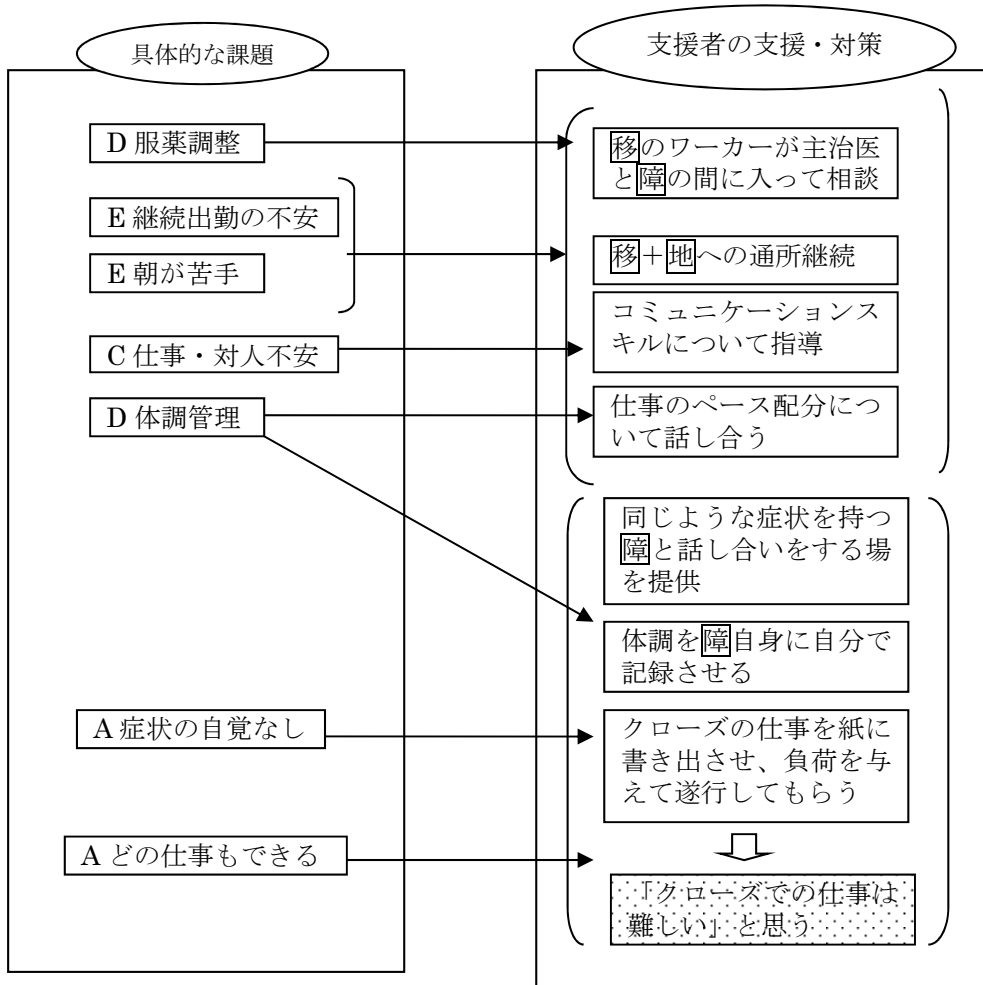 具体的な課題
D 服薬調整
E 継続出勤の不安
E 朝が苦手
C 仕事・対人不安
D 体調管理
A 症状の自覚なし
A どの仕事もできる
支援者の支援・対策
移のワーカーが主治医
と障の間に入って相談
移＋地への通所継続
コミュニケーションス
キルについて指導
仕事のペース配分につ
いて話し合う
同じような症状を持つ
障と話し合いをする場
を提供
体調を障自身に自分で
記録させる
クローズの仕事を紙に
書き出させ、負荷を与
えて遂行してもらう
「クローズでの仕事は
難しい」と思う